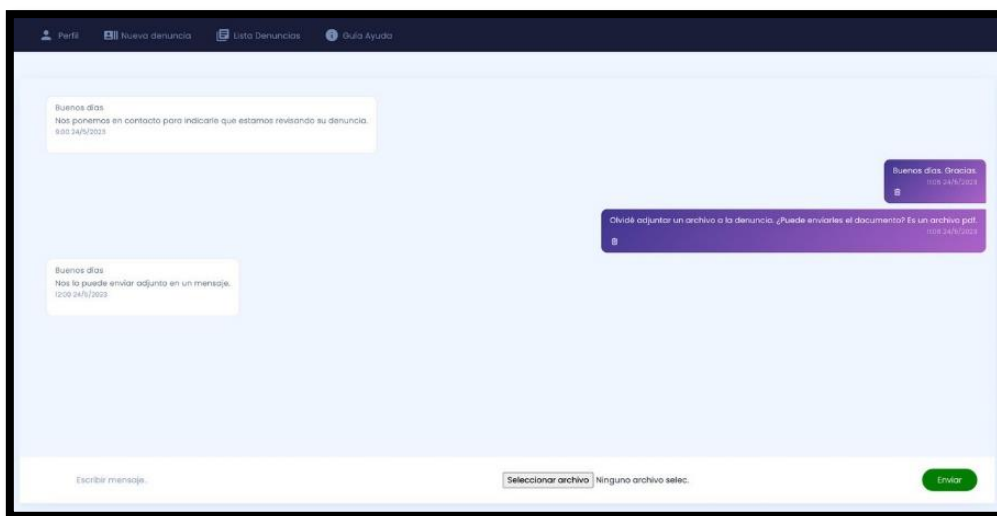 Perfil
Nueva denuncia
Lista Denuncias
Guía Ayuda
Buenos días
Nos ponemos en contacto para indicarle que estamos revisando su denuncia.
9:00 24/5/2023
Buenos días. Gracias.
11:08 24/5/2023
Olvidé adjuntar un archivo a la denuncia. ¿Puede enviarles el documento? Es un archivo pdf.
11:08 24/5/2023
Buenos días
Nos lo puede enviar adjunto en un mensaje.
12:00 24/5/2023
Escribir mensaje.
Seleccionar archivo Ninguno archivo selec.
Enviar